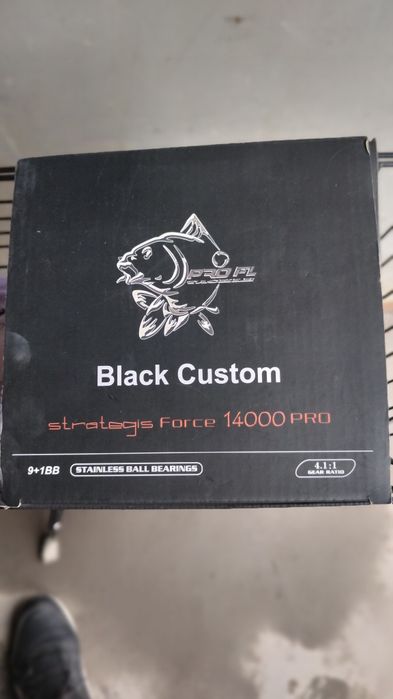 PRO FL
Black Custom
strategis Force 14000 PRO
9+1BB STAINLESS BALL BEARINGS
4.1:1
GEAR RATIO